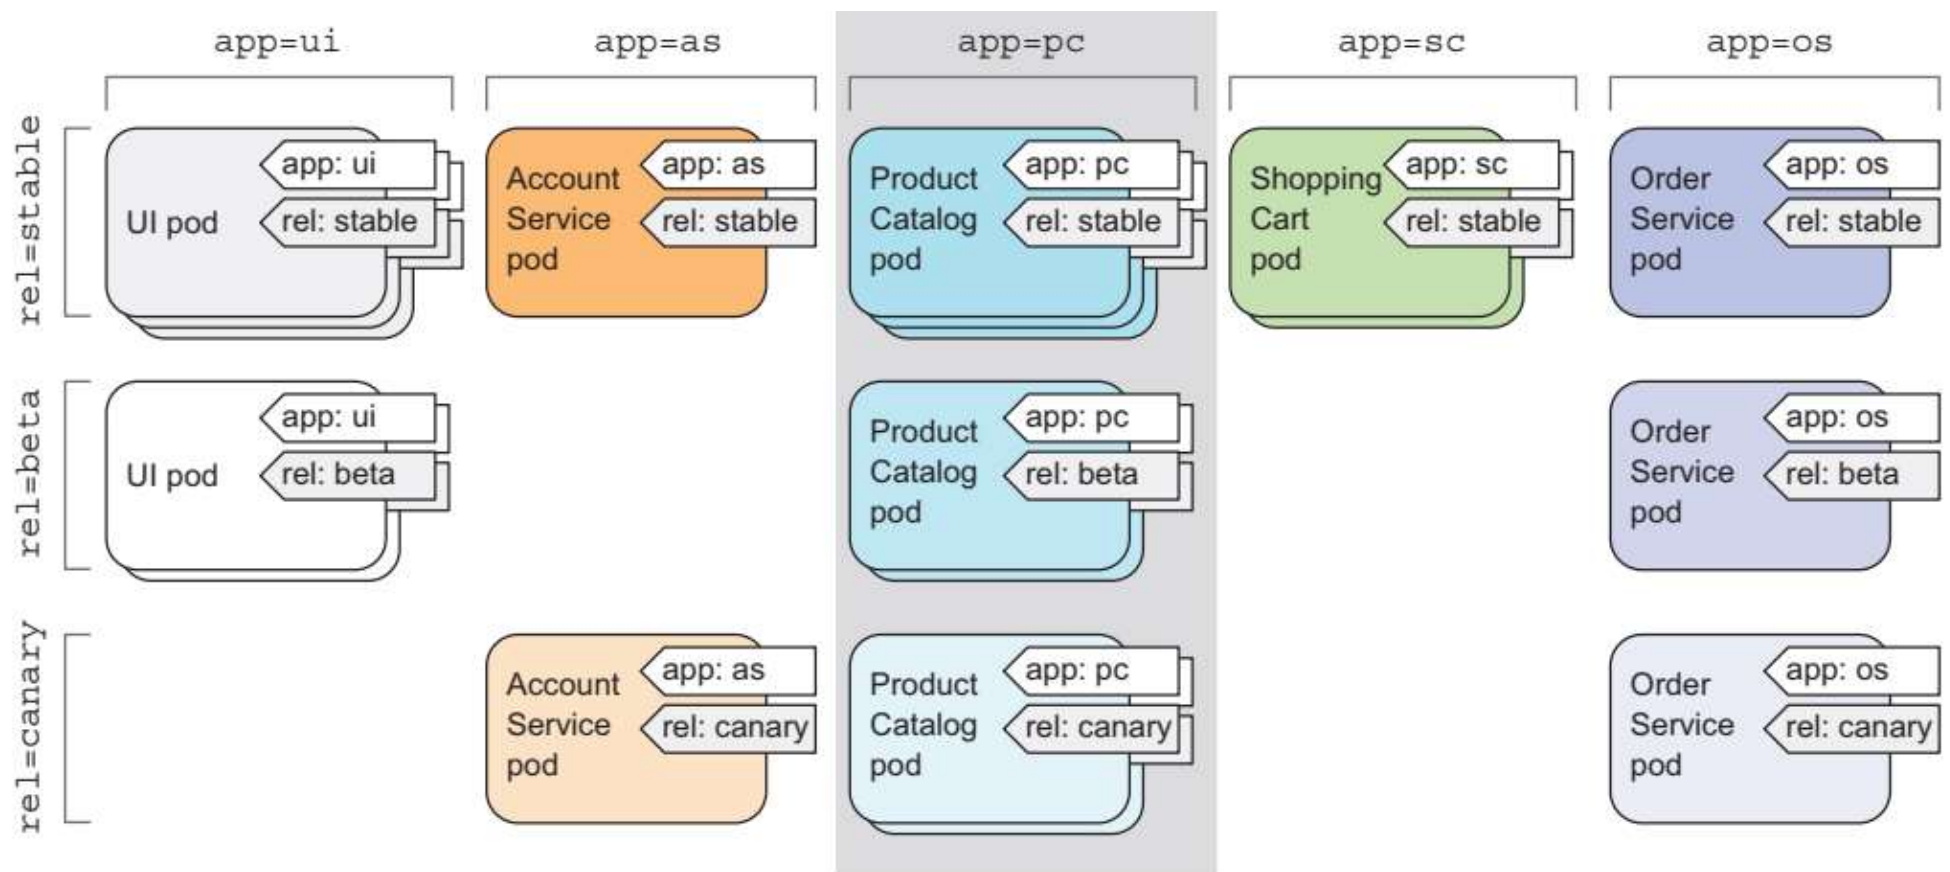 app=ui
app=as
app=pc
app=sc
app=os
rel=stable
UI pod
app: ui
rel: stable
Account
Service
pod
app: as
rel: stable
Product
Catalog
pod
app: pc
rel: stable
Shopping
Cart
pod
app: sc
rel: stable
Order
Service
pod
app: os
rel: stable
rel=beta
UI pod
app: ui
rel: beta
Product
Catalog
pod
app: pc
rel: beta
Order
Service
pod
app: os
rel: beta
rel=canary
Account
Service
pod
app: as
rel: canary
Product
Catalog
pod
app: pc
rel: canary
Order
Service
pod
app: os
rel: canary